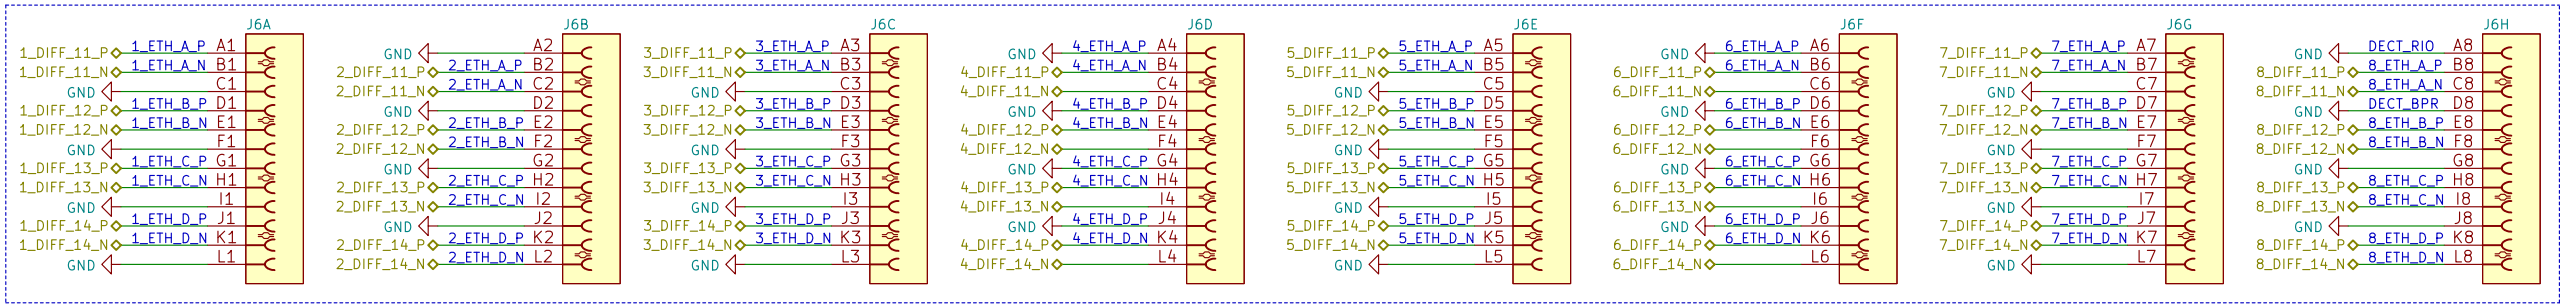 J6A
1_DIFF_11_P 1_ETH_A_P A1
1_DIFF_11_N 1_ETH_A_N B1
GND C1
1_DIFF_12_P 1_ETH_B_P D1
1_DIFF_12_N 1_ETH_B_N E1
GND F1
1_DIFF_13_P 1_ETH_C_P G1
1_DIFF_13_N 1_ETH_C_N H1
GND I1
1_DIFF_14_P 1_ETH_D_P J1
1_DIFF_14_N 1_ETH_D_N K1
GND L1
J6B
GND A2
2_DIFF_11_P 2_ETH_A_P B2
2_DIFF_11_N 2_ETH_A_N C2
GND D2
2_DIFF_12_P 2_ETH_B_P E2
2_DIFF_12_N 2_ETH_B_N F2
GND G2
2_DIFF_13_P 2_ETH_C_P H2
2_DIFF_13_N 2_ETH_C_N I2
GND J2
2_DIFF_14_P 2_ETH_D_P K2
2_DIFF_14_N 2_ETH_D_N L2
J6C
3_DIFF_11_P 3_ETH_A_P A3
3_DIFF_11_N 3_ETH_A_N B3
GND C3
3_DIFF_12_P 3_ETH_B_P D3
3_DIFF_12_N 3_ETH_B_N E3
GND F3
3_DIFF_13_P 3_ETH_C_P G3
3_DIFF_13_N 3_ETH_C_N H3
GND I3
3_DIFF_14_P 3_ETH_D_P J3
3_DIFF_14_N 3_ETH_D_N K3
GND L3
J6D
GND 4_ETH_A_P A4
4_DIFF_11_P 4_ETH_A_N B4
4_DIFF_11_N C4
GND 4_ETH_B_P D4
4_DIFF_12_P 4_ETH_B_N E4
4_DIFF_12_N F4
GND 4_ETH_C_P G4
4_DIFF_13_P 4_ETH_C_N H4
4_DIFF_13_N I4
GND 4_ETH_D_P J4
4_DIFF_14_P 4_ETH_D_N K4
4_DIFF_14_N L4
J6E
5_DIFF_11_P 5_ETH_A_P A5
5_DIFF_11_N 5_ETH_A_N B5
GND C5
5_DIFF_12_P 5_ETH_B_P D5
5_DIFF_12_N 5_ETH_B_N E5
GND F5
5_DIFF_13_P 5_ETH_C_P G5
5_DIFF_13_N 5_ETH_C_N H5
GND I5
5_DIFF_14_P 5_ETH_D_P J5
5_DIFF_14_N 5_ETH_D_N K5
GND L5
J6F
GND 6_ETH_A_P A6
6_DIFF_11_P 6_ETH_A_N B6
6_DIFF_11_N C6
GND 6_ETH_B_P D6
6_DIFF_12_P 6_ETH_B_N E6
6_DIFF_12_N F6
GND 6_ETH_C_P G6
6_DIFF_13_P 6_ETH_C_N H6
6_DIFF_13_N I6
GND 6_ETH_D_P J6
6_DIFF_14_P 6_ETH_D_N K6
6_DIFF_14_N L6
J6G
7_DIFF_11_P 7_ETH_A_P A7
7_DIFF_11_N 7_ETH_A_N B7
GND C7
7_DIFF_12_P 7_ETH_B_P D7
7_DIFF_12_N 7_ETH_B_N E7
GND F7
7_DIFF_13_P 7_ETH_C_P G7
7_DIFF_13_N 7_ETH_C_N H7
GND I7
7_DIFF_14_P 7_ETH_D_P J7
7_DIFF_14_N 7_ETH_D_N K7
GND L7
J6H
GND DECT_RIO A8
8_DIFF_11_P 8_ETH_A_P B8
8_DIFF_11_N 8_ETH_A_N C8
GND DECT_BPR D8
8_DIFF_12_P 8_ETH_B_P E8
8_DIFF_12_N 8_ETH_B_N F8
GND G8
8_DIFF_13_P 8_ETH_C_P H8
8_DIFF_13_N 8_ETH_C_N I8
GND J8
8_DIFF_14_P 8_ETH_D_P K8
8_DIFF_14_N 8_ETH_D_N L8